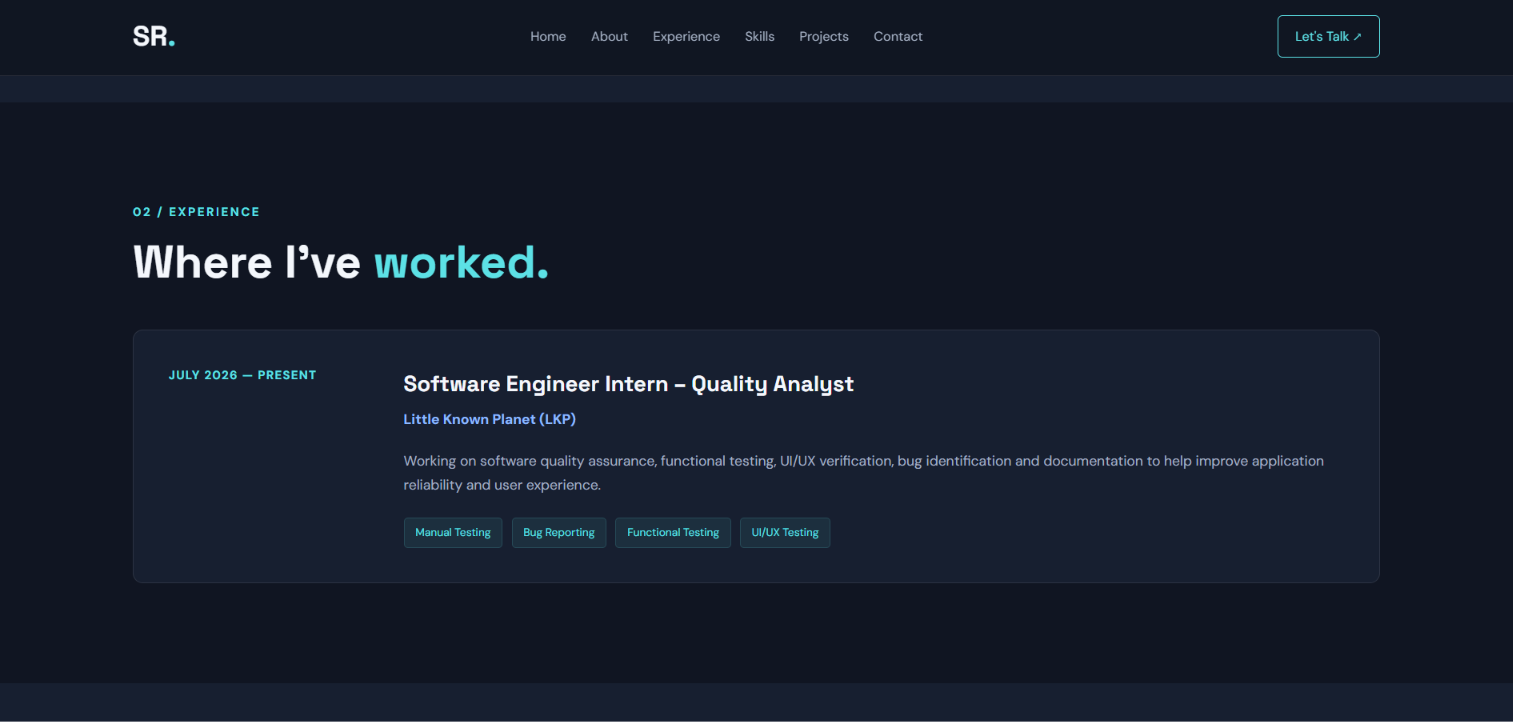 SR.
Home About Experience Skills Projects Contact
Let's Talk ↗
02 / EXPERIENCE
Where I’ve worked.
JULY 2026 — PRESENT
Software Engineer Intern – Quality Analyst
Little Known Planet (LKP)
Working on software quality assurance, functional testing, UI/UX verification, bug identification and documentation to help improve application
reliability and user experience.
Manual Testing Bug Reporting Functional Testing UI/UX Testing